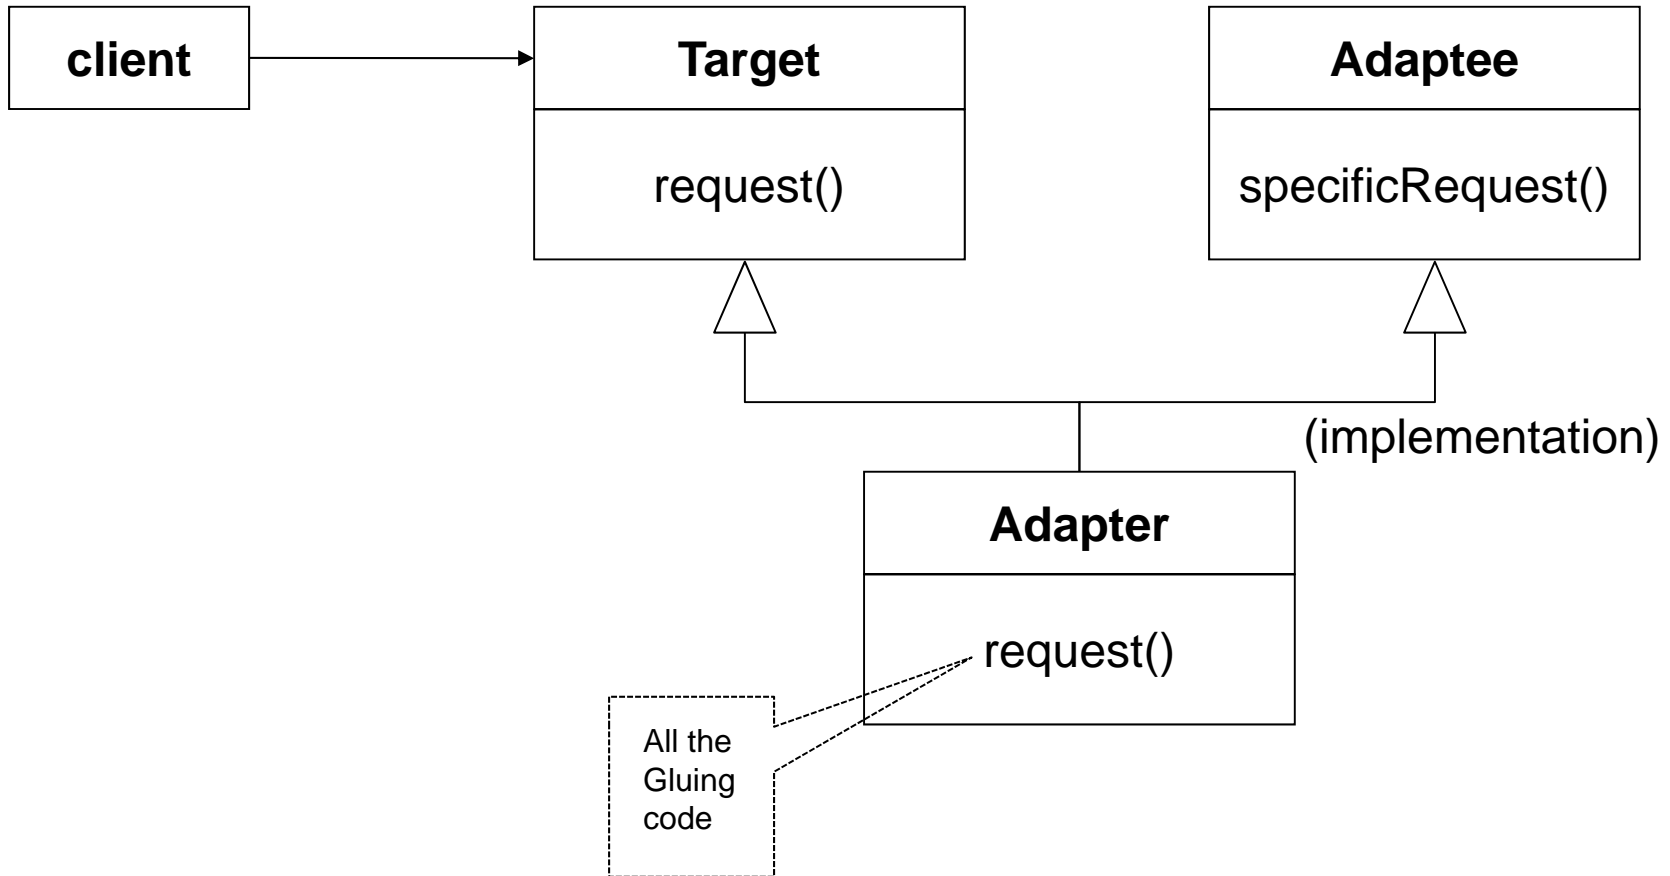 client
Target
Adaptee
request()
specificRequest()
(implementation)
Adapter
request()
All the
Gluing
code